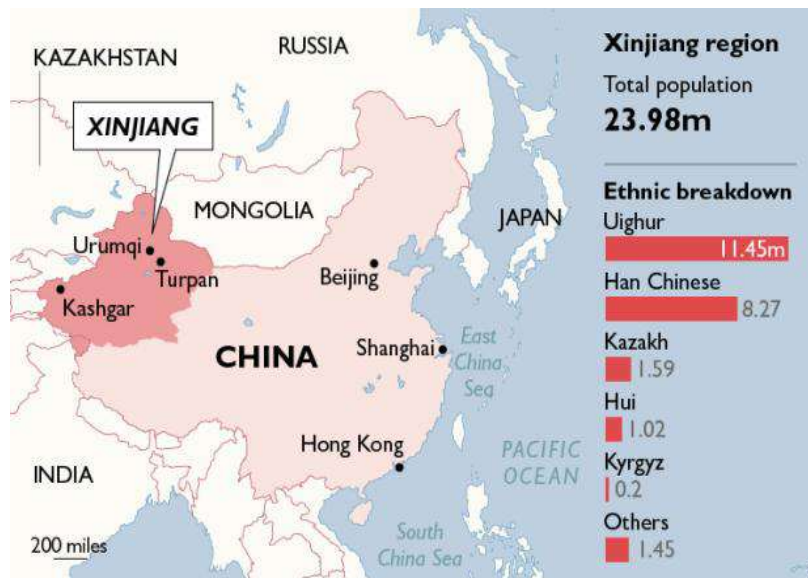 RUSSIA
KAZAKHSTAN
XINJIANG
MONGOLIA
JAPAN
Urumqi
Turpan
Beijing
Kashgar
CHINA
Shanghai
East
China
Sea
Hong Kong
PACIFIC
OCEAN
INDIA
South
China Sea
200 miles
Xinjiang region
Total population
23.98m
Ethnic breakdown
Uighur
11.45m
Han Chinese
8.27
Kazakh
1.59
Hui
1.02
Kyrgyz
0.2
Others
1.45